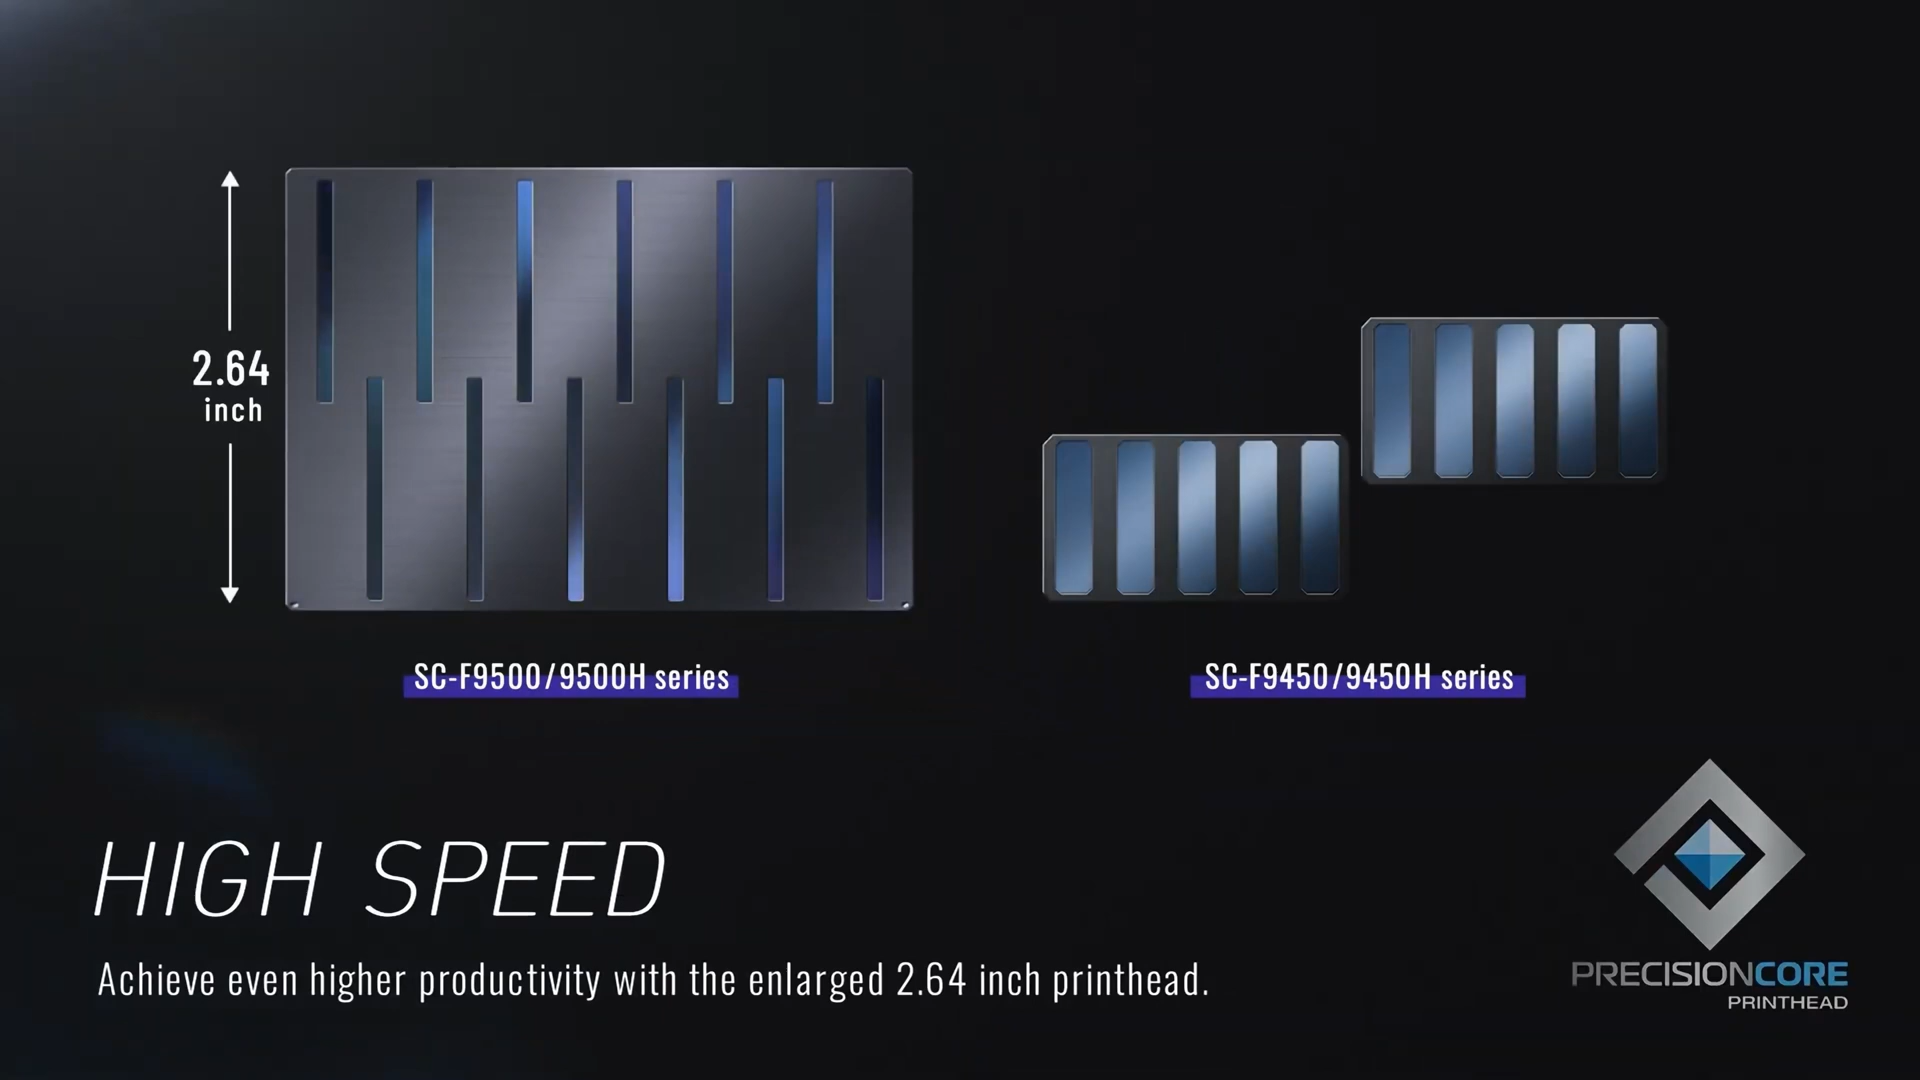 2.64
inch
SC-F9500/9500H series
SC-F9450/9450H series
HIGH SPEED
Achieve even higher productivity with the enlarged 2.64 inch printhead.
PRECISIONCORE
PRINTHEAD